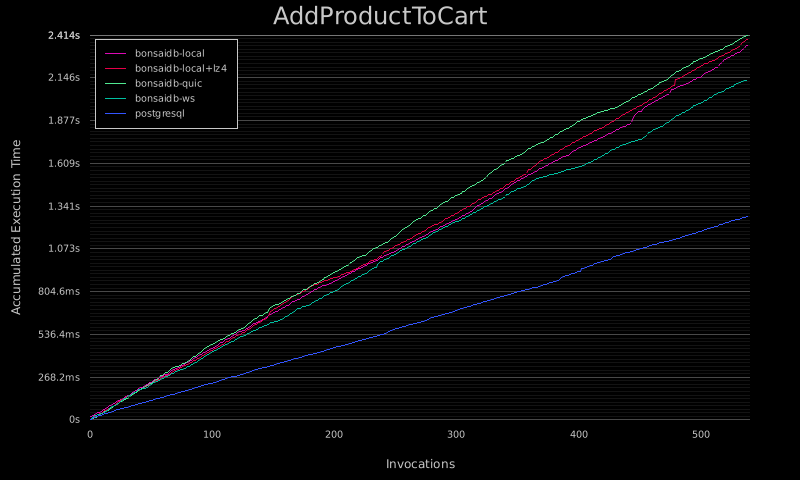 AddProductToCart
2.414s
2.146s
1.877s
1.609s
1.341s
1.073s
804.6ms
536.4ms
268.2ms
0s
Accumulated Execution Time
bonsaidb-local
bonsaidb-local+lz4
bonsaidb-quic
bonsaidb-ws
postgresql
0 100 200 300 400 500
Invocations